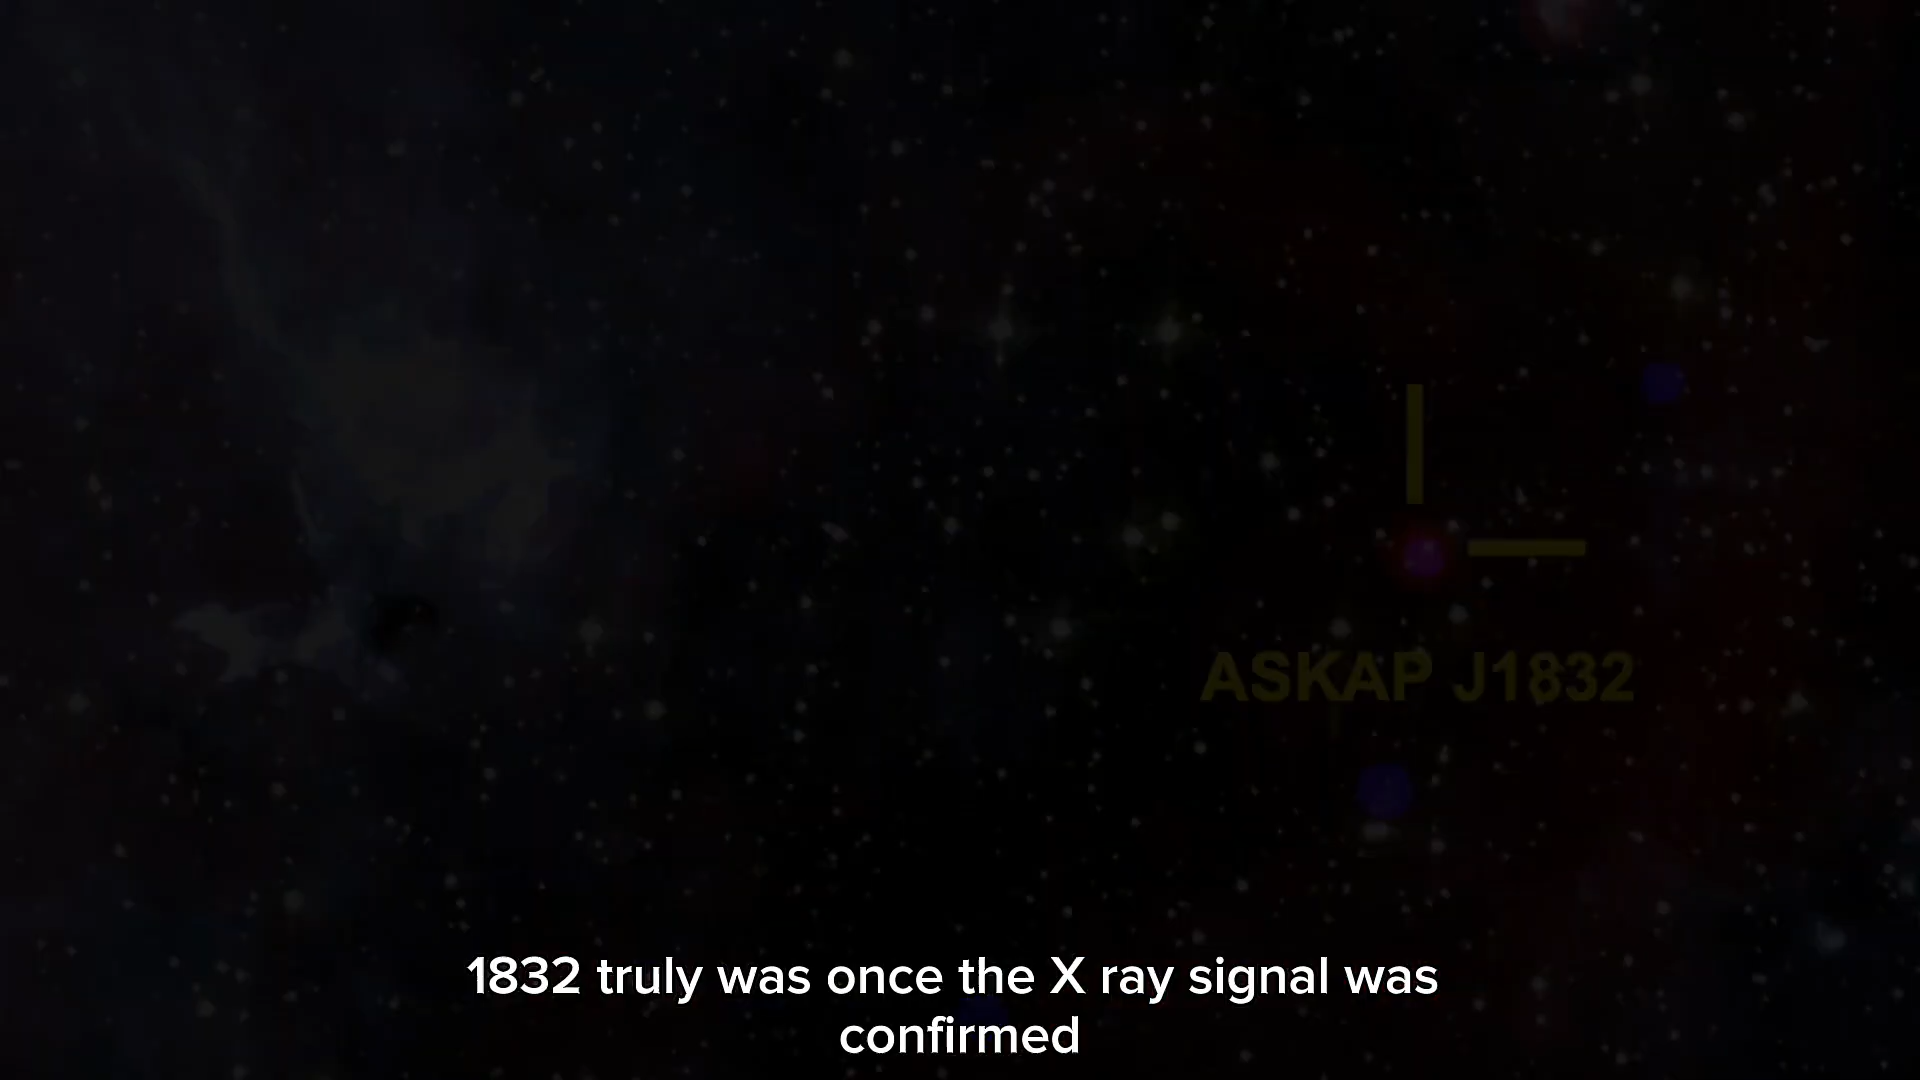 ASKAP J1832
1832 truly was once the X ray signal was
confirmed